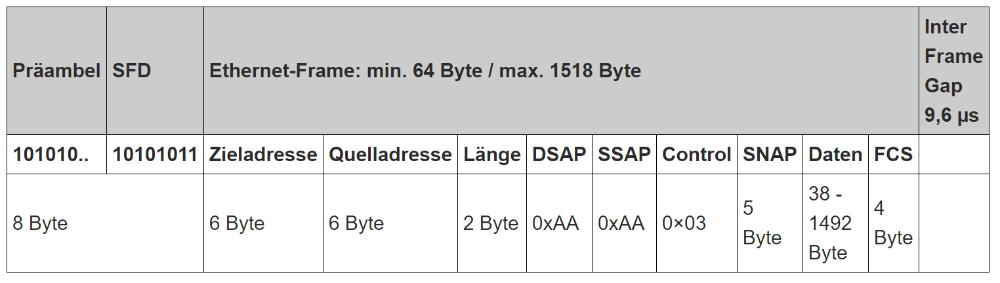 Präambel
SFD
Ethernet-Frame: min. 64 Byte / max. 1518 Byte
Inter
Frame
Gap
9,6 µs
101010..
10101011
Zieladresse
Quelladresse
Länge
DSAP
SSAP
Control
SNAP
Daten
FCS
8 Byte
6 Byte
6 Byte
2 Byte
0xAA
0xAA
0×03
5
Byte
38 -
1492
Byte
4
Byte